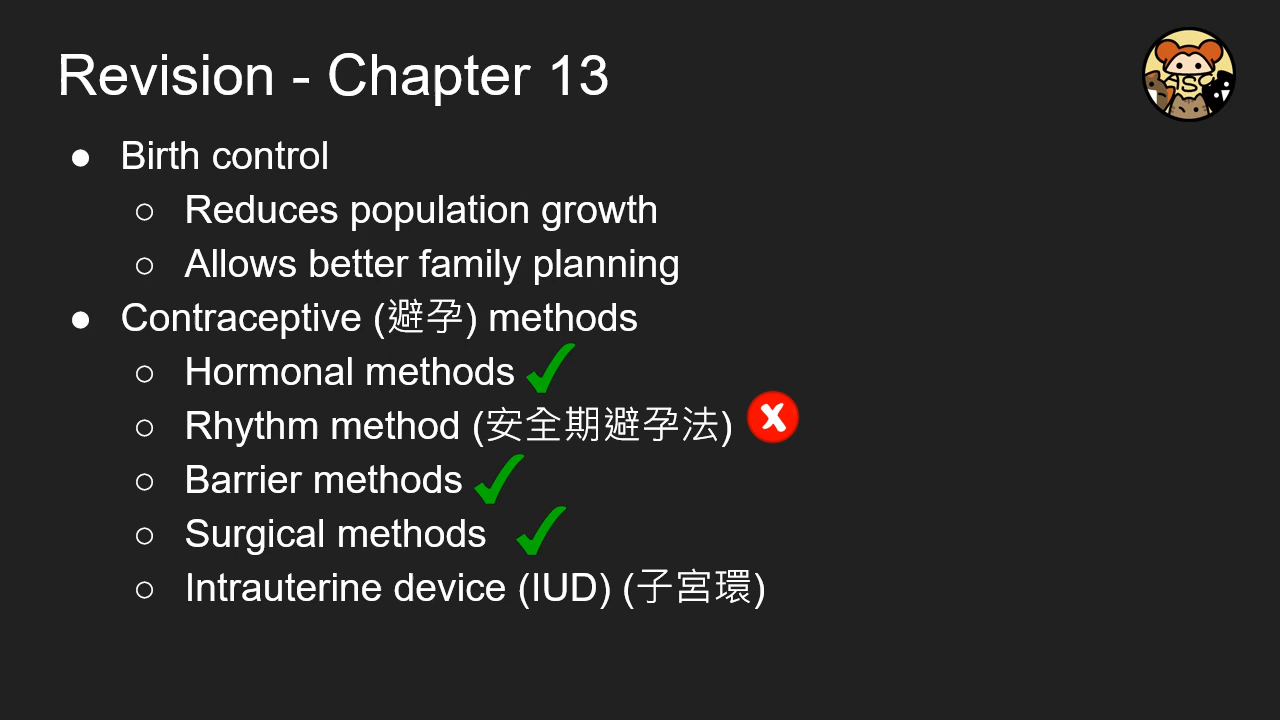 Revision - Chapter 13
● Birth control
○ Reduces population growth
○ Allows better family planning
● Contraceptive (避孕) methods
○ Hormonal methods
○ Rhythm method (安全期避孕法)
○ Barrier methods
○ Surgical methods
○ Intrauterine device (IUD) (子宮環)